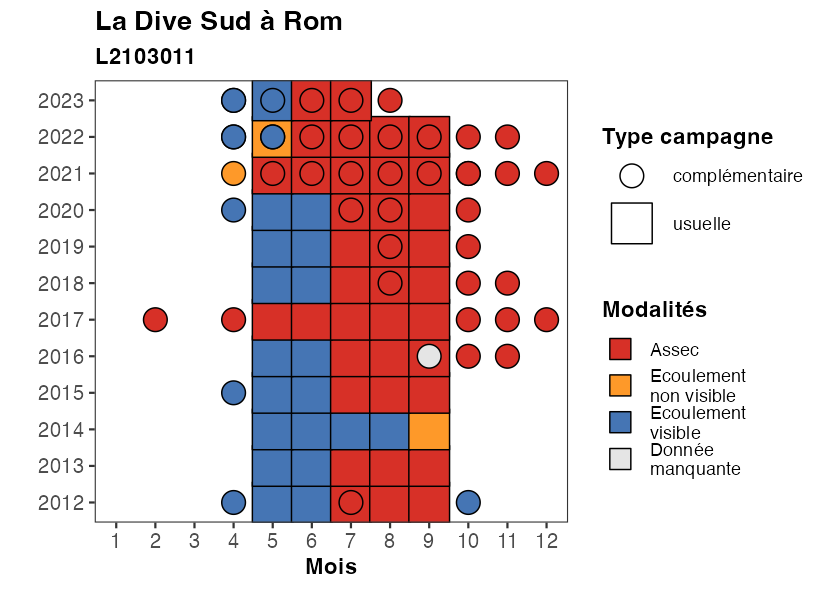 La Dive Sud à Rom
L2103011
2023
2022
2021
2020
2019
2018
2017
2016
2015
2014
2013
2012
1 2 3 4 5 6 7 8 9 10 11 12
Mois
Type campagne
complémentaire
usuelle
Modalités
Assec
Ecoulement
non visible
Ecoulement
visible
Donnée
manquante